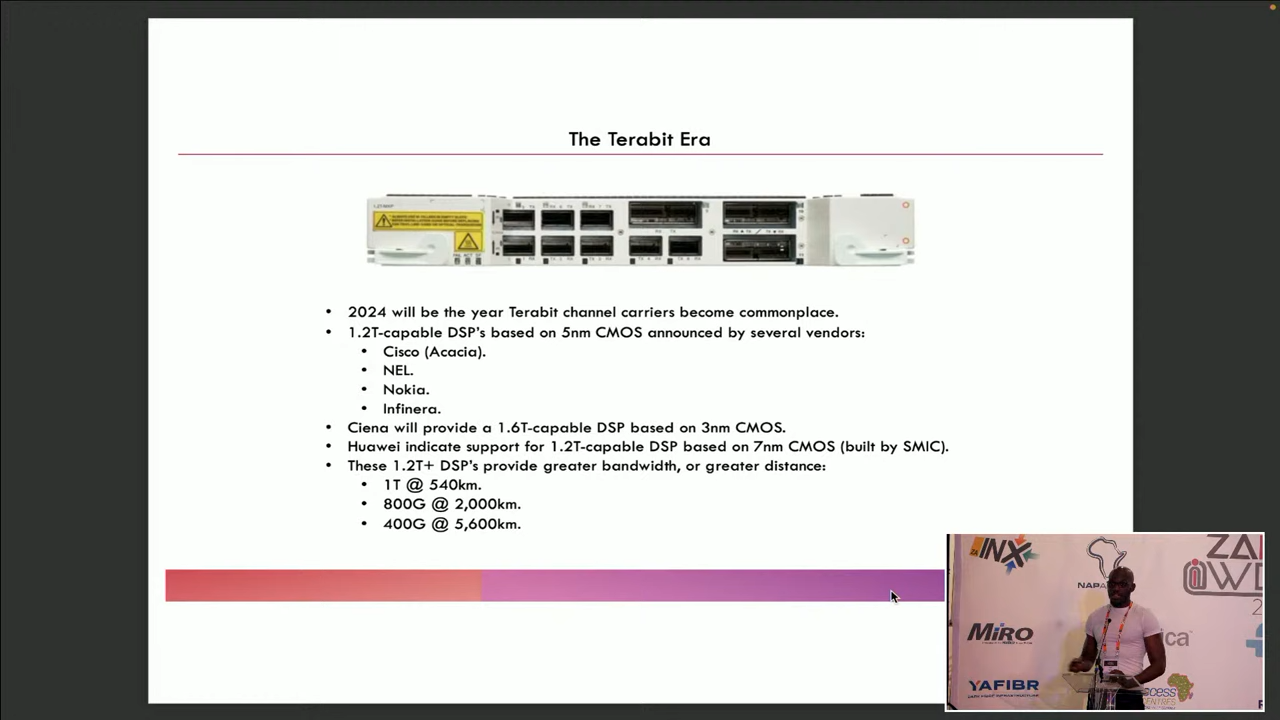 The Terabit Era
• 2024 will be the year Terabit channel carriers become commonplace.
• 1.2T-capable DSP's based on 5nm CMOS announced by several vendors:
• Cisco (Acacia).
• NEL.
• Nokia.
• Infinera.
• Ciena will provide a 1.6T-capable DSP based on 3nm CMOS.
• Huawei indicate support for 1.2T-capable DSP based on 7nm CMOS (built by SMIC).
• These 1.2T+ DSP's provide greater bandwidth, or greater distance:
• 1T @ 540km.
• 800G @ 2,000km.
• 400G @ 5,600km.
INX
NAPA
MiRO
YAFIBR